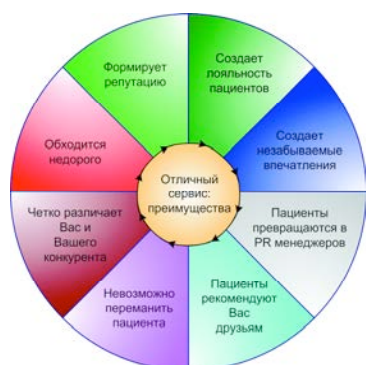 Формирует
репутацию
Создает
лояльность
пациентов
Создает
незабываемые
впечатления
Пациенты
превращаются в
PR менеджеров
Пациенты
рекомендуют
Вас
друзьям
Невозможно
переманить
пациента
Четко различает
Вас и
Вашего
конкурента
Обходится
недорого
Отличный
сервис:
преимущества